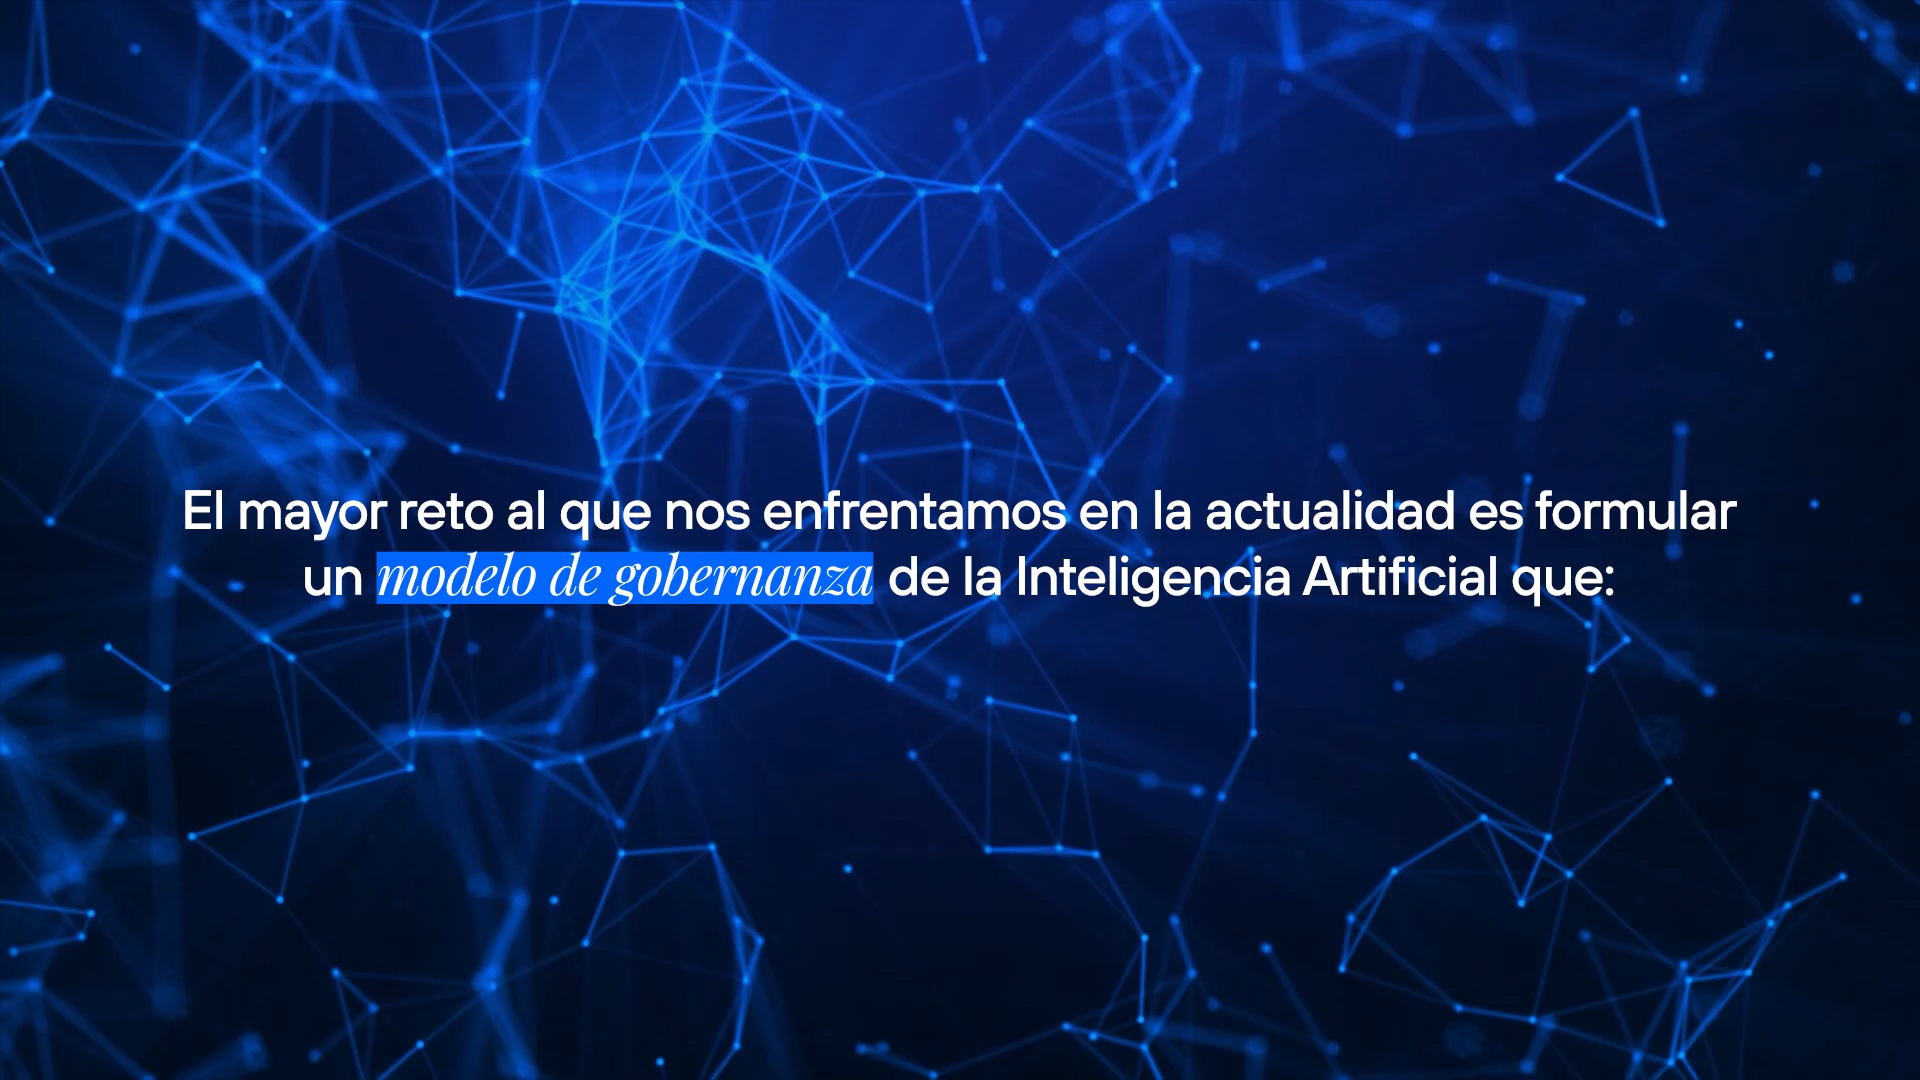 El mayor reto al que nos enfrentamos en la actualidad es formular
un modelo de gobernanza de la Inteligencia Artificial que: